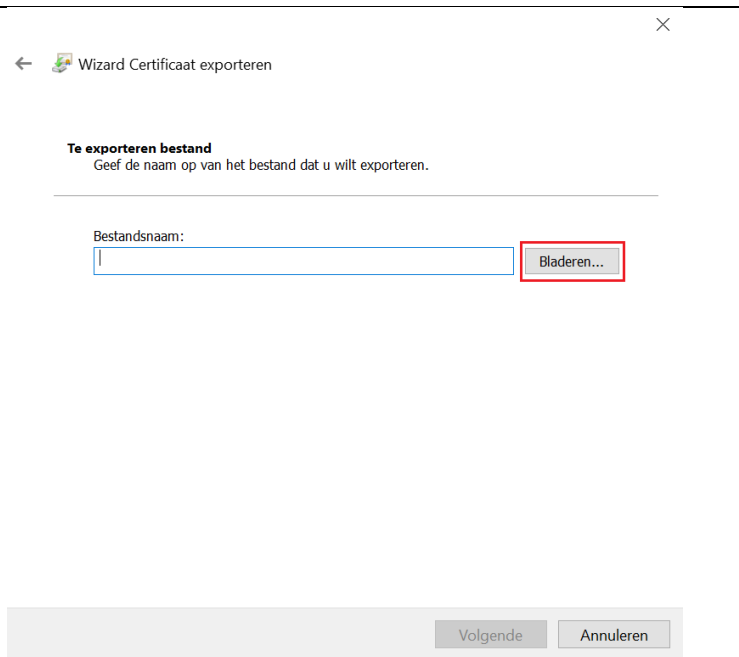 Wizard Certificaat exporteren
Te exporteren bestand
Geef de naam op van het bestand dat u wilt exporteren.
Bestandsnaam:
Bladeren...
Volgende
Annuleren